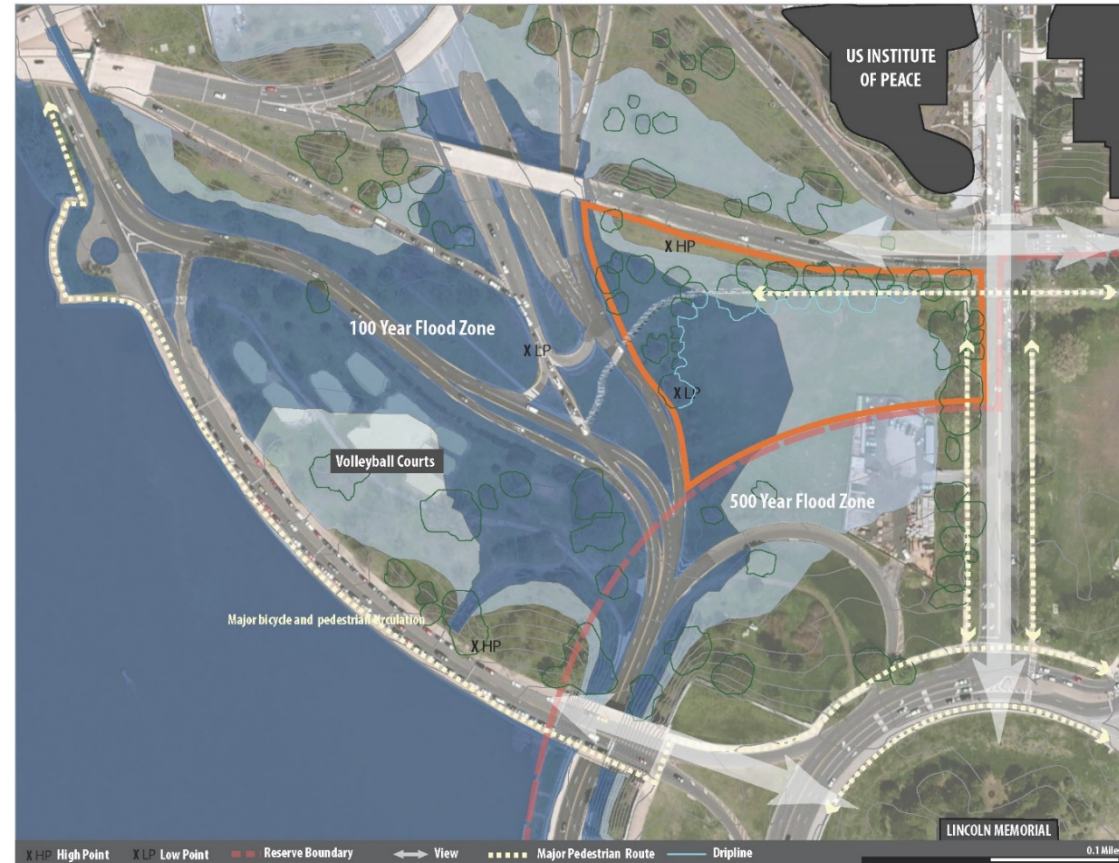 US INSTITUTE
OF PEACE
X HP
100 Year Flood Zone
X LP
X LP
Volleyball Courts
500 Year Flood Zone
Major bicycle and pedestrian circulation
X HP
LINCOLN MEMORIAL
X HP High Point X LP Low Point Reserve Boundary View Major Pedestrian Route Dripline 0.1 Miles